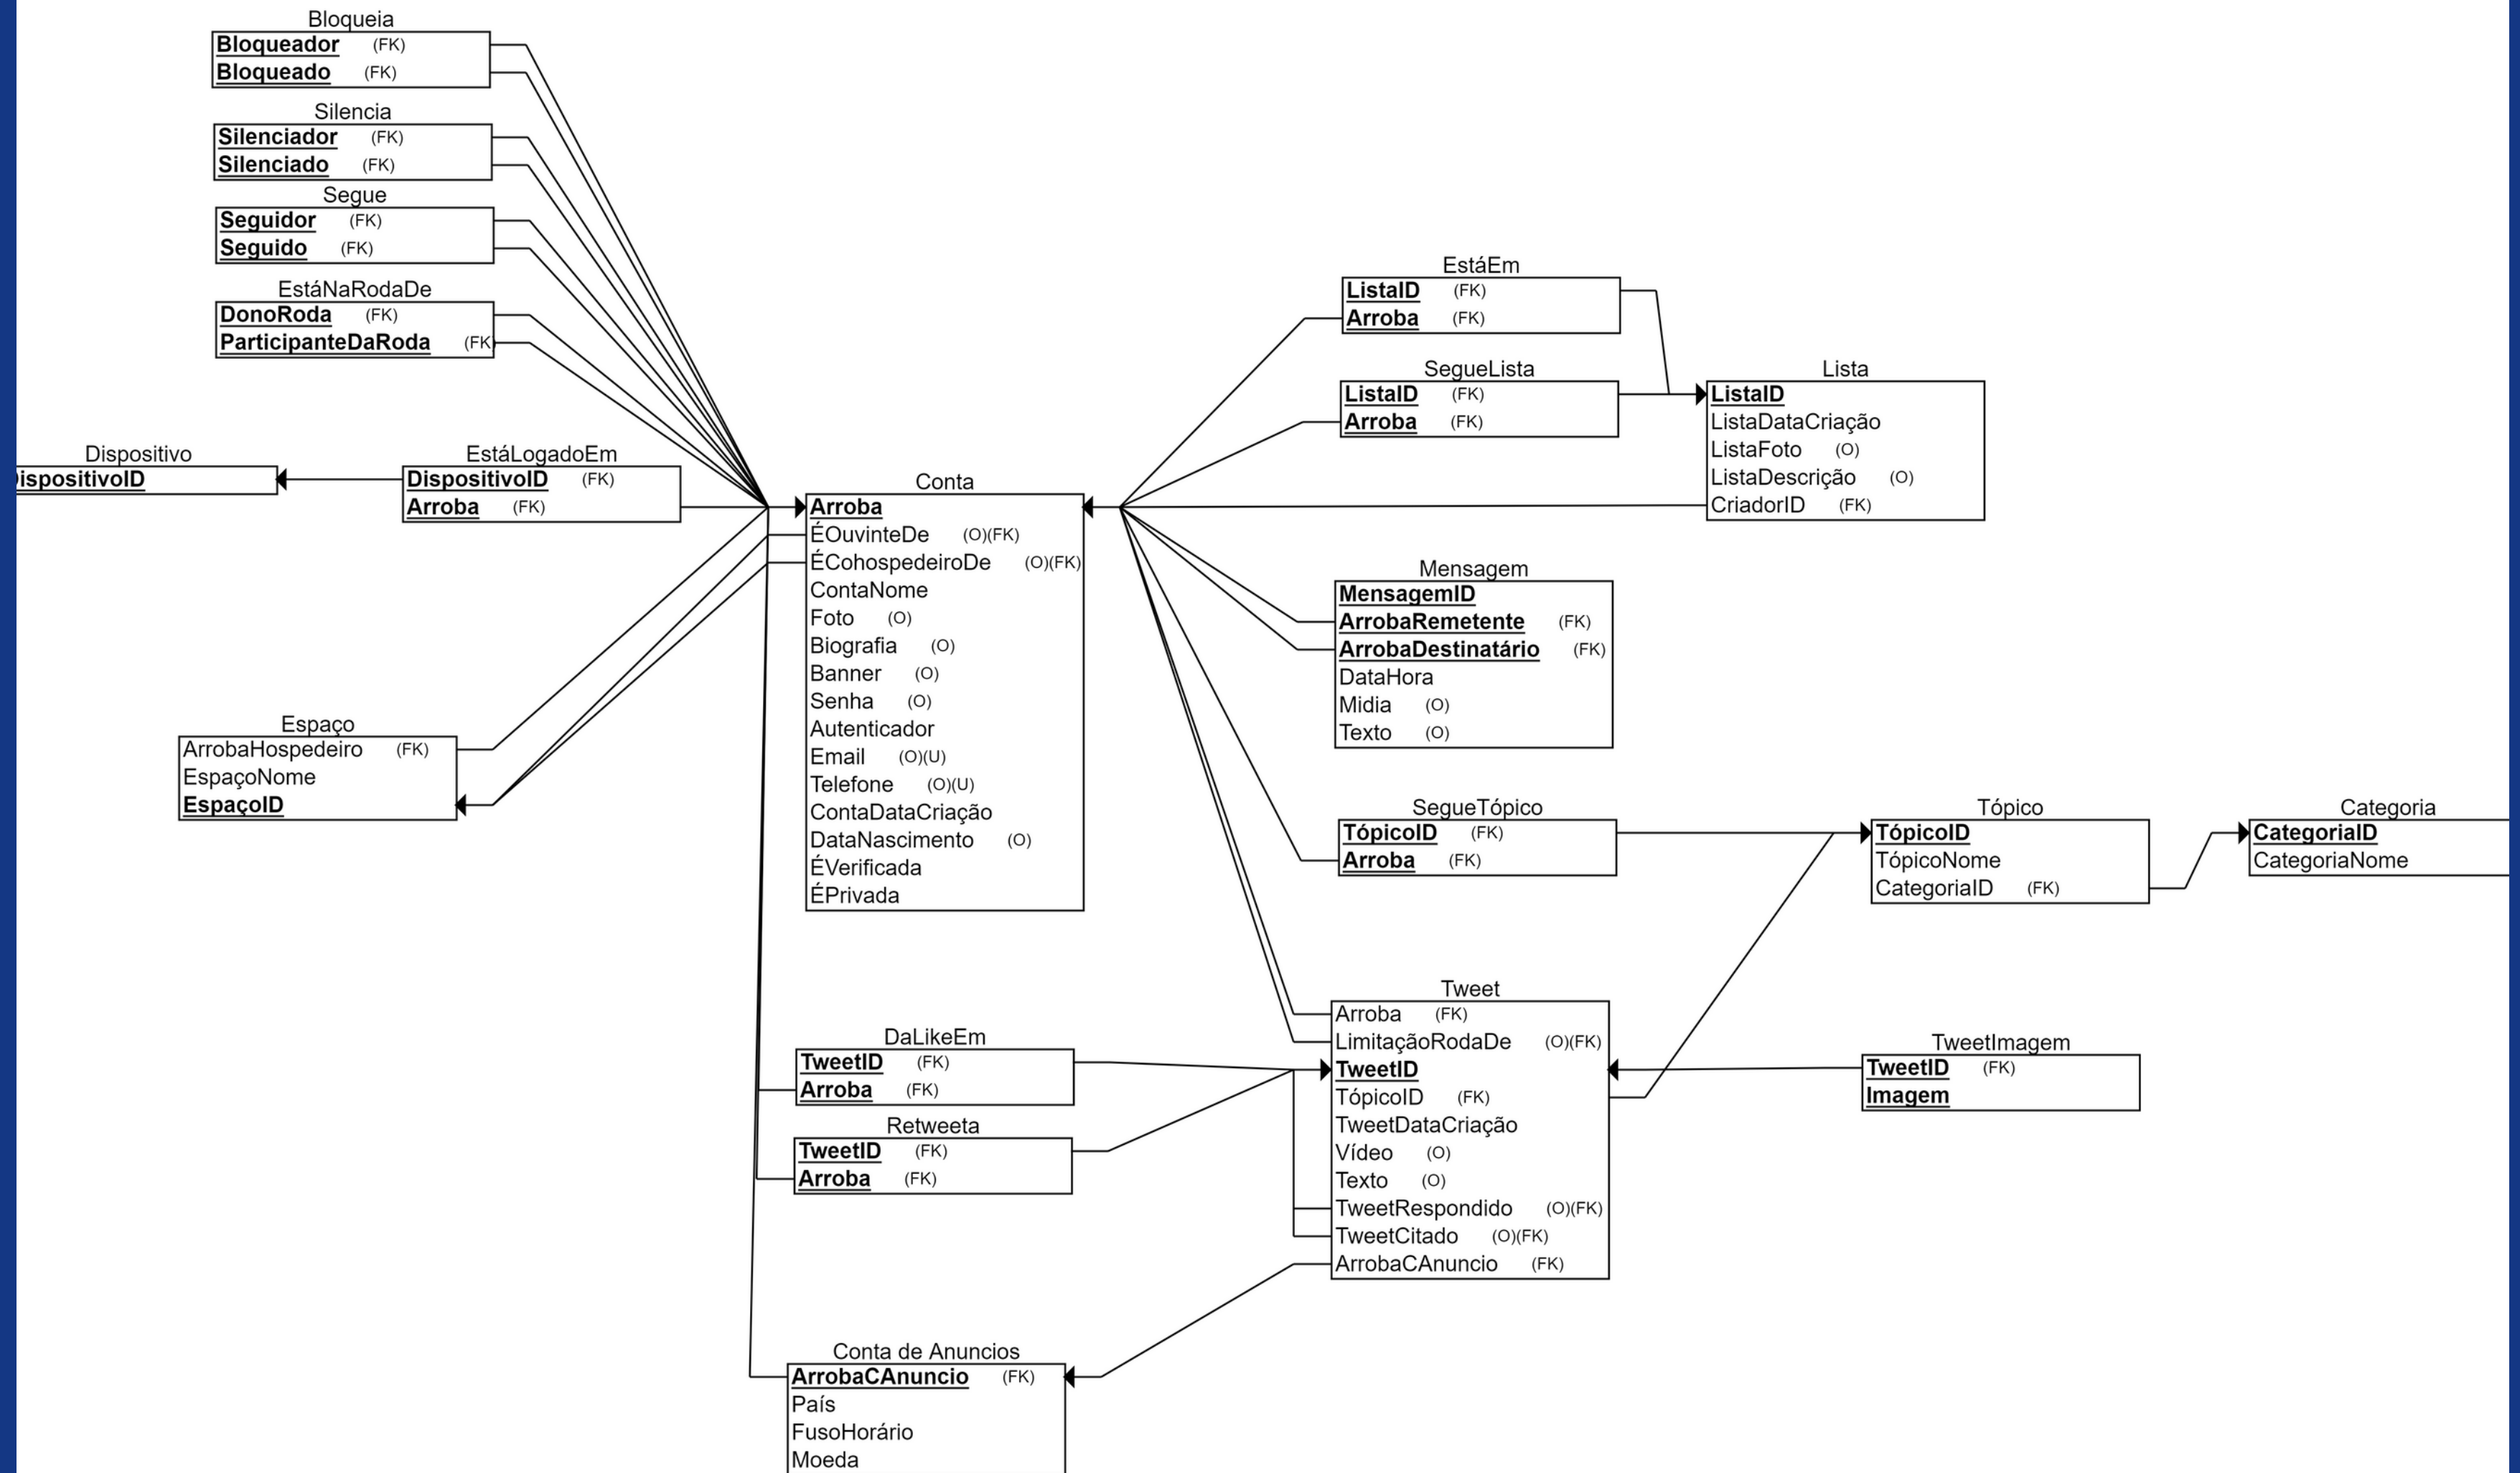 Bloqueia
Bloqueador (FK)
Bloqueado (FK)
Silencia
Silenciador (FK)
Silenciado (FK)
Segue
Seguidor (FK)
Seguido (FK)
EstáNaRodaDe
DonoRoda (FK)
ParticipanteDaRoda (FK
Dispositivo
ispositivoID
EstáLogadoEm
DispositivoID (FK)
Arroba (FK)
Espaço
ArrobaHospedeiro (FK)
EspaçoNome
EspaçoID
Conta
Arroba
ÉOuvinteDe (O)(FK)
ÉCohospedeiroDe (O)(FK)
ContaNome
Foto (O)
Biografia (O)
Banner (O)
Senha (O)
Autenticador
Email (O)(U)
Telefone (O)(U)
ContaDataCriação
DataNascimento (O)
ÉVerificada
ÉPrivada
DaLikeEm
TweetID (FK)
Arroba (FK)
Retweeta
TweetID (FK)
Arroba (FK)
Conta de Anuncios
ArrobaCAnuncio (FK)
País
FusoHorário
Moeda
EstáEm
ListaID (FK)
Arroba (FK)
SegueLista
ListaID (FK)
Arroba (FK)
Lista
ListaID
ListaDataCriação
ListaFoto (O)
ListaDescrição (O)
CriadorID (FK)
Mensagem
MensagemID
ArrobaRemetente (FK)
ArrobaDestinatário (FK)
DataHora
Midia (O)
Texto (O)
SegueTópico
TópicoID (FK)
Arroba (FK)
Tópico
TópicoID
TópicoNome
CategoriaID (FK)
Categoria
CategoriaID
CategoriaNome
Tweet
Arroba (FK)
LimitaçãoRodaDe (O)(FK)
TweetID
TópicoID (FK)
TweetDataCriação
Vídeo (O)
Texto (O)
TweetRespondido (O)(FK)
TweetCitado (O)(FK)
ArrobaCAnuncio (FK)
TweetImagem
TweetID (FK)
Imagem